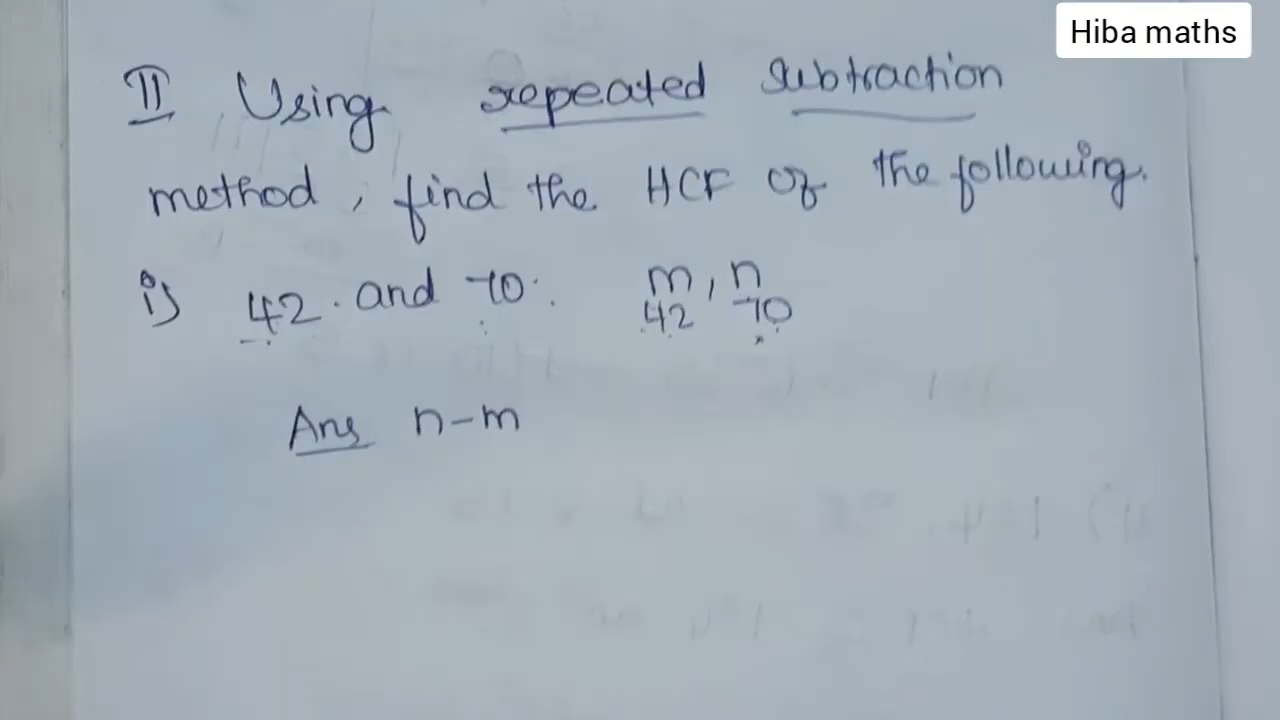 Hiba maths
II Using repeated subtraction
method, find the HCF of the following.
i) 42 and 70. m, n
42 70
Ans n-m